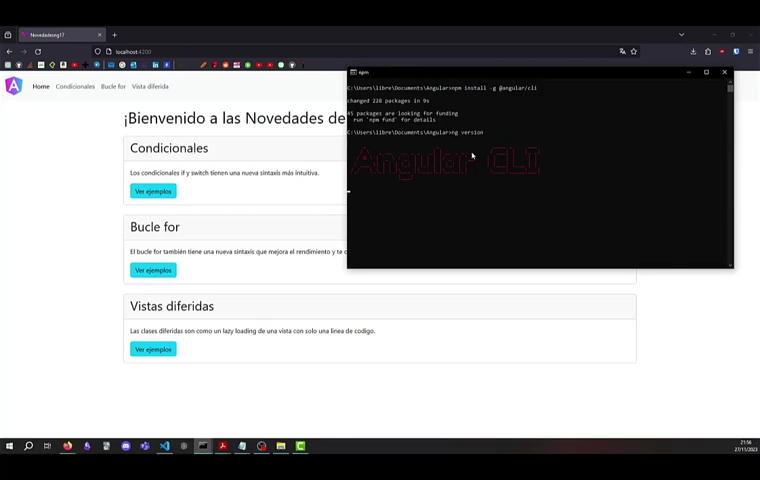 Novedadesng17
localhost:4200
Home
Condicionales
Bucle for
Vista diferida
¡Bienvenido a las Novedades de
Condicionales
Los condicionales if y switch tienen una nueva sintaxis más intuitiva.
Ver ejemplos
Bucle for
El bucle for también tiene una nueva sintaxis que mejora el rendimiento y te c
Ver ejemplos
Vistas diferidas
Las clases diferidas son como un lazy loading de una vista con solo una linea de codigo.
Ver ejemplos
npm
C:\Users\libre\Documents\Angular>npm install -g @angular/cli
changed 228 packages in 9s
45 packages are looking for funding
run `npm fund` for details
C:\Users\libre\Documents\Angular>ng version
Angular CLI
21:56
27/11/2023